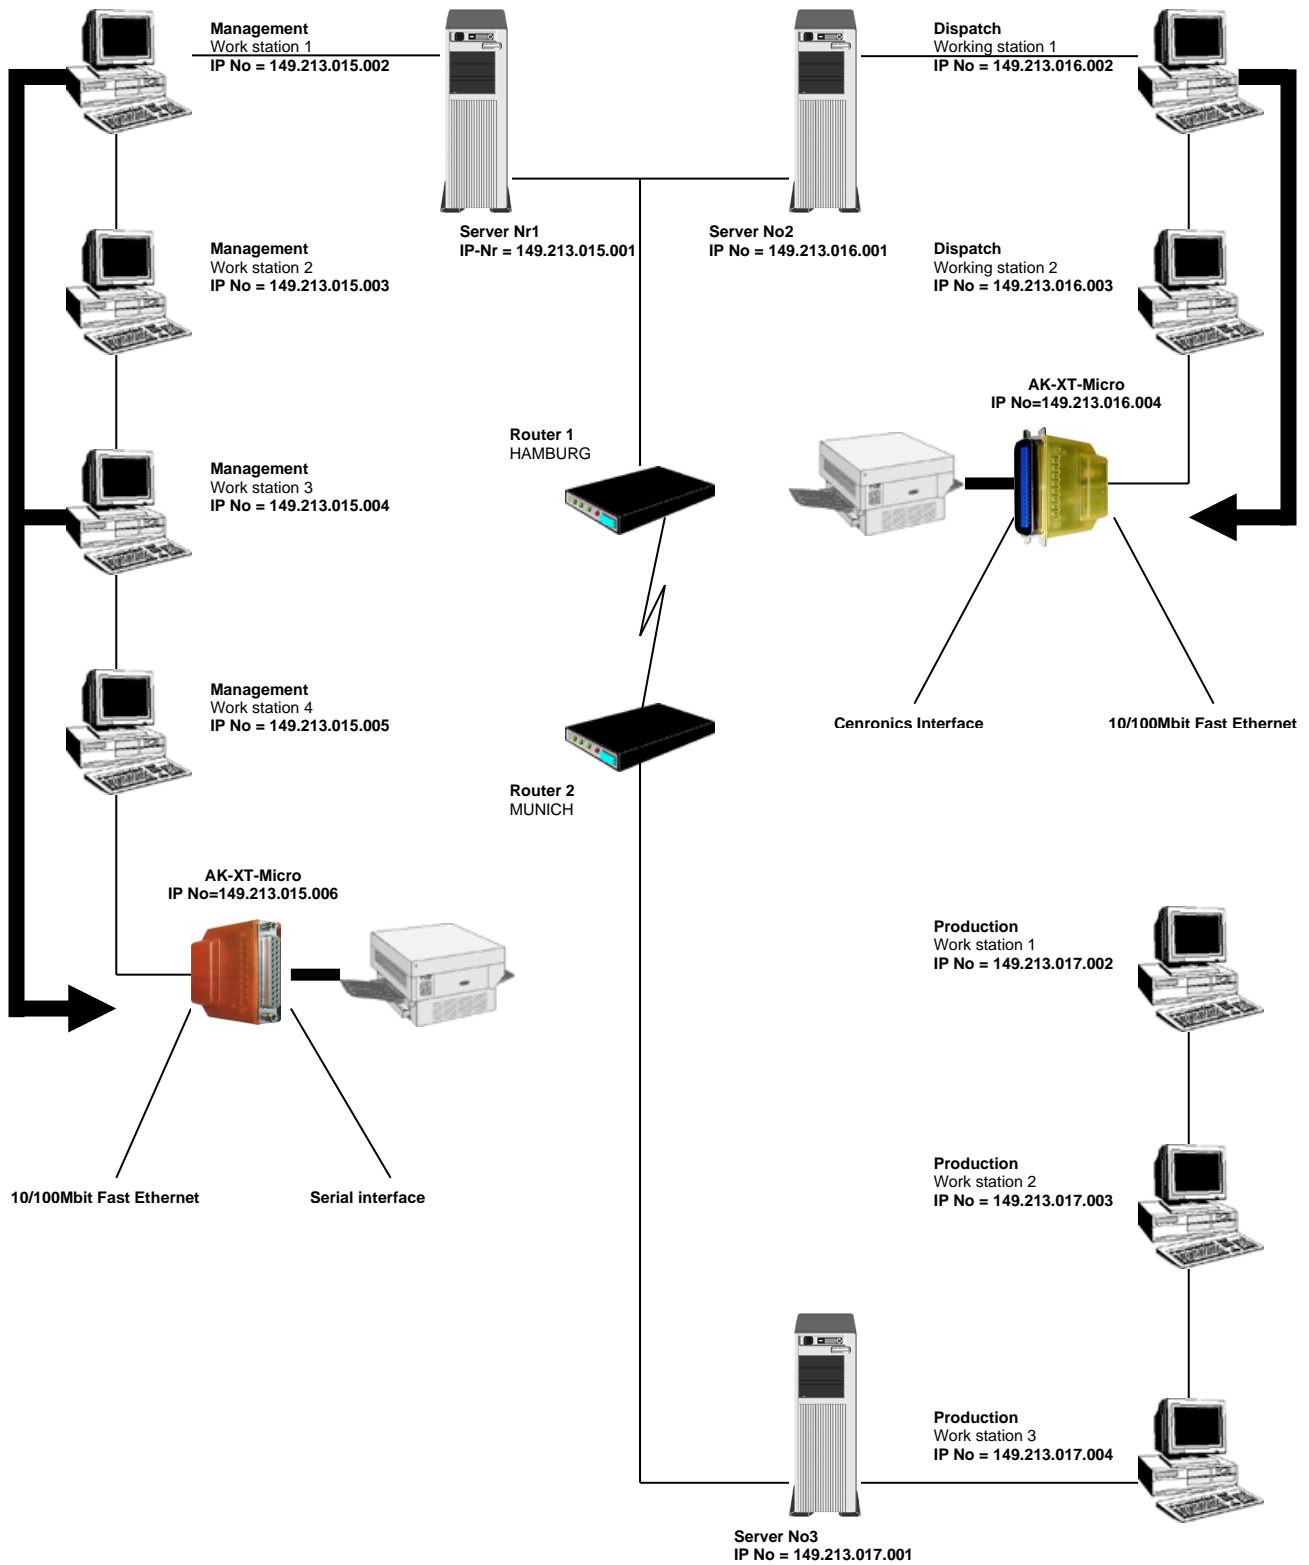 Management
Work station 1
IP No = 149.213.015.002
Dispatch
Working station 1
IP No = 149.213.016.002
Server Nr1
IP-Nr = 149.213.015.001
Server No2
IP No = 149.213.016.001
Management
Work station 2
IP No = 149.213.015.003
Dispatch
Working station 2
IP No = 149.213.016.003
AK-XT-Micro
IP No=149.213.016.004
Router 1
HAMBURG
Management
Work station 3
IP No = 149.213.015.004
Management
Work station 4
IP No = 149.213.015.005
Cenronics Interface
10/100Mbit Fast Ethernet
Router 2
MUNICH
AK-XT-Micro
IP No=149.213.015.006
Production
Work station 1
IP No = 149.213.017.002
10/100Mbit Fast Ethernet
Serial interface
Production
Work station 2
IP No = 149.213.017.003
Production
Work station 3
IP No = 149.213.017.004
Server No3
IP No = 149.213.017.001